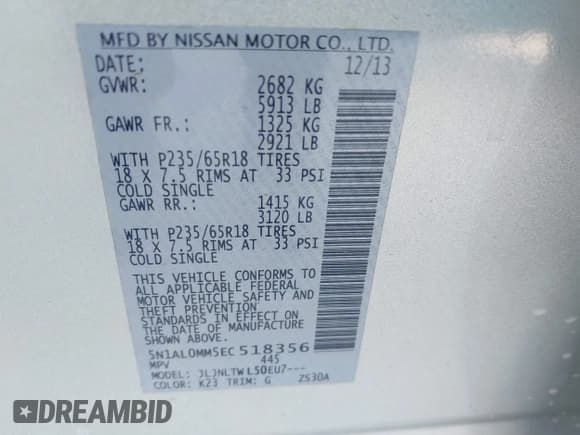 MFD BY NISSAN MOTOR CO., LTD.
DATE: 12/13
GVWR: 2682 KG
5913 LB
GAWR FR.: 1325 KG
2921 LB
WITH P235/65R18 TIRES
18 X 7.5 RIMS AT 33 PSI
COLD SINGLE
GAWR RR.: 1415 KG
3120 LB
WITH P235/65R18 TIRES
18 X 7.5 RIMS AT 33 PSI
COLD SINGLE
THIS VEHICLE CONFORMS TO
ALL APPLICABLE FEDERAL
MOTOR VEHICLE SAFETY AND
THEFT PREVENTION
STANDARDS IN EFFECT ON
THE DATE OF MANUFACTURE
SHOWN ABOVE.
5N1AL0MM5EC518356
MPV 445
MODEL: JLJNLTWL50EU7---
COLOR: K23 TRIM: G ZS30A
DREAMBID